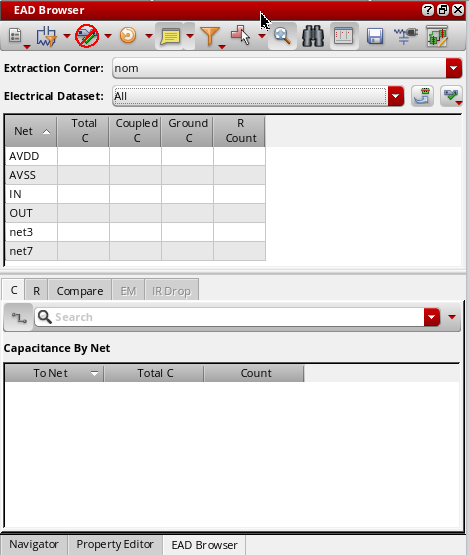 EAD Browser
Extraction Corner: nom
Electrical Dataset: All
Net Total C Coupled C Ground C R Count
AVDD
AVSS
IN
OUT
net3
net7
C R Compare EM IR Drop
Search
Capacitance By Net
To Net Total C Count
Navigator Property Editor EAD Browser